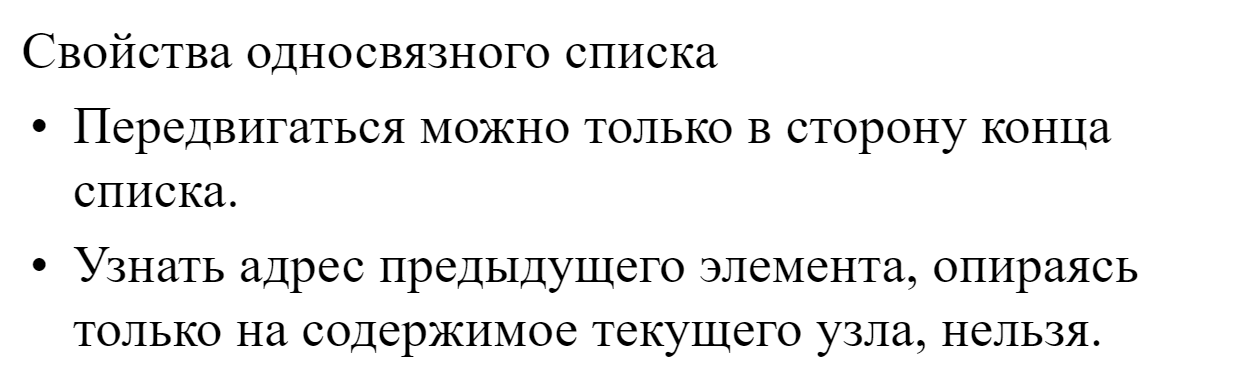 Свойства односвязного списка
• Передвигаться можно только в сторону конца
списка.
• Узнать адрес предыдущего элемента, опираясь
только на содержимое текущего узла, нельзя.